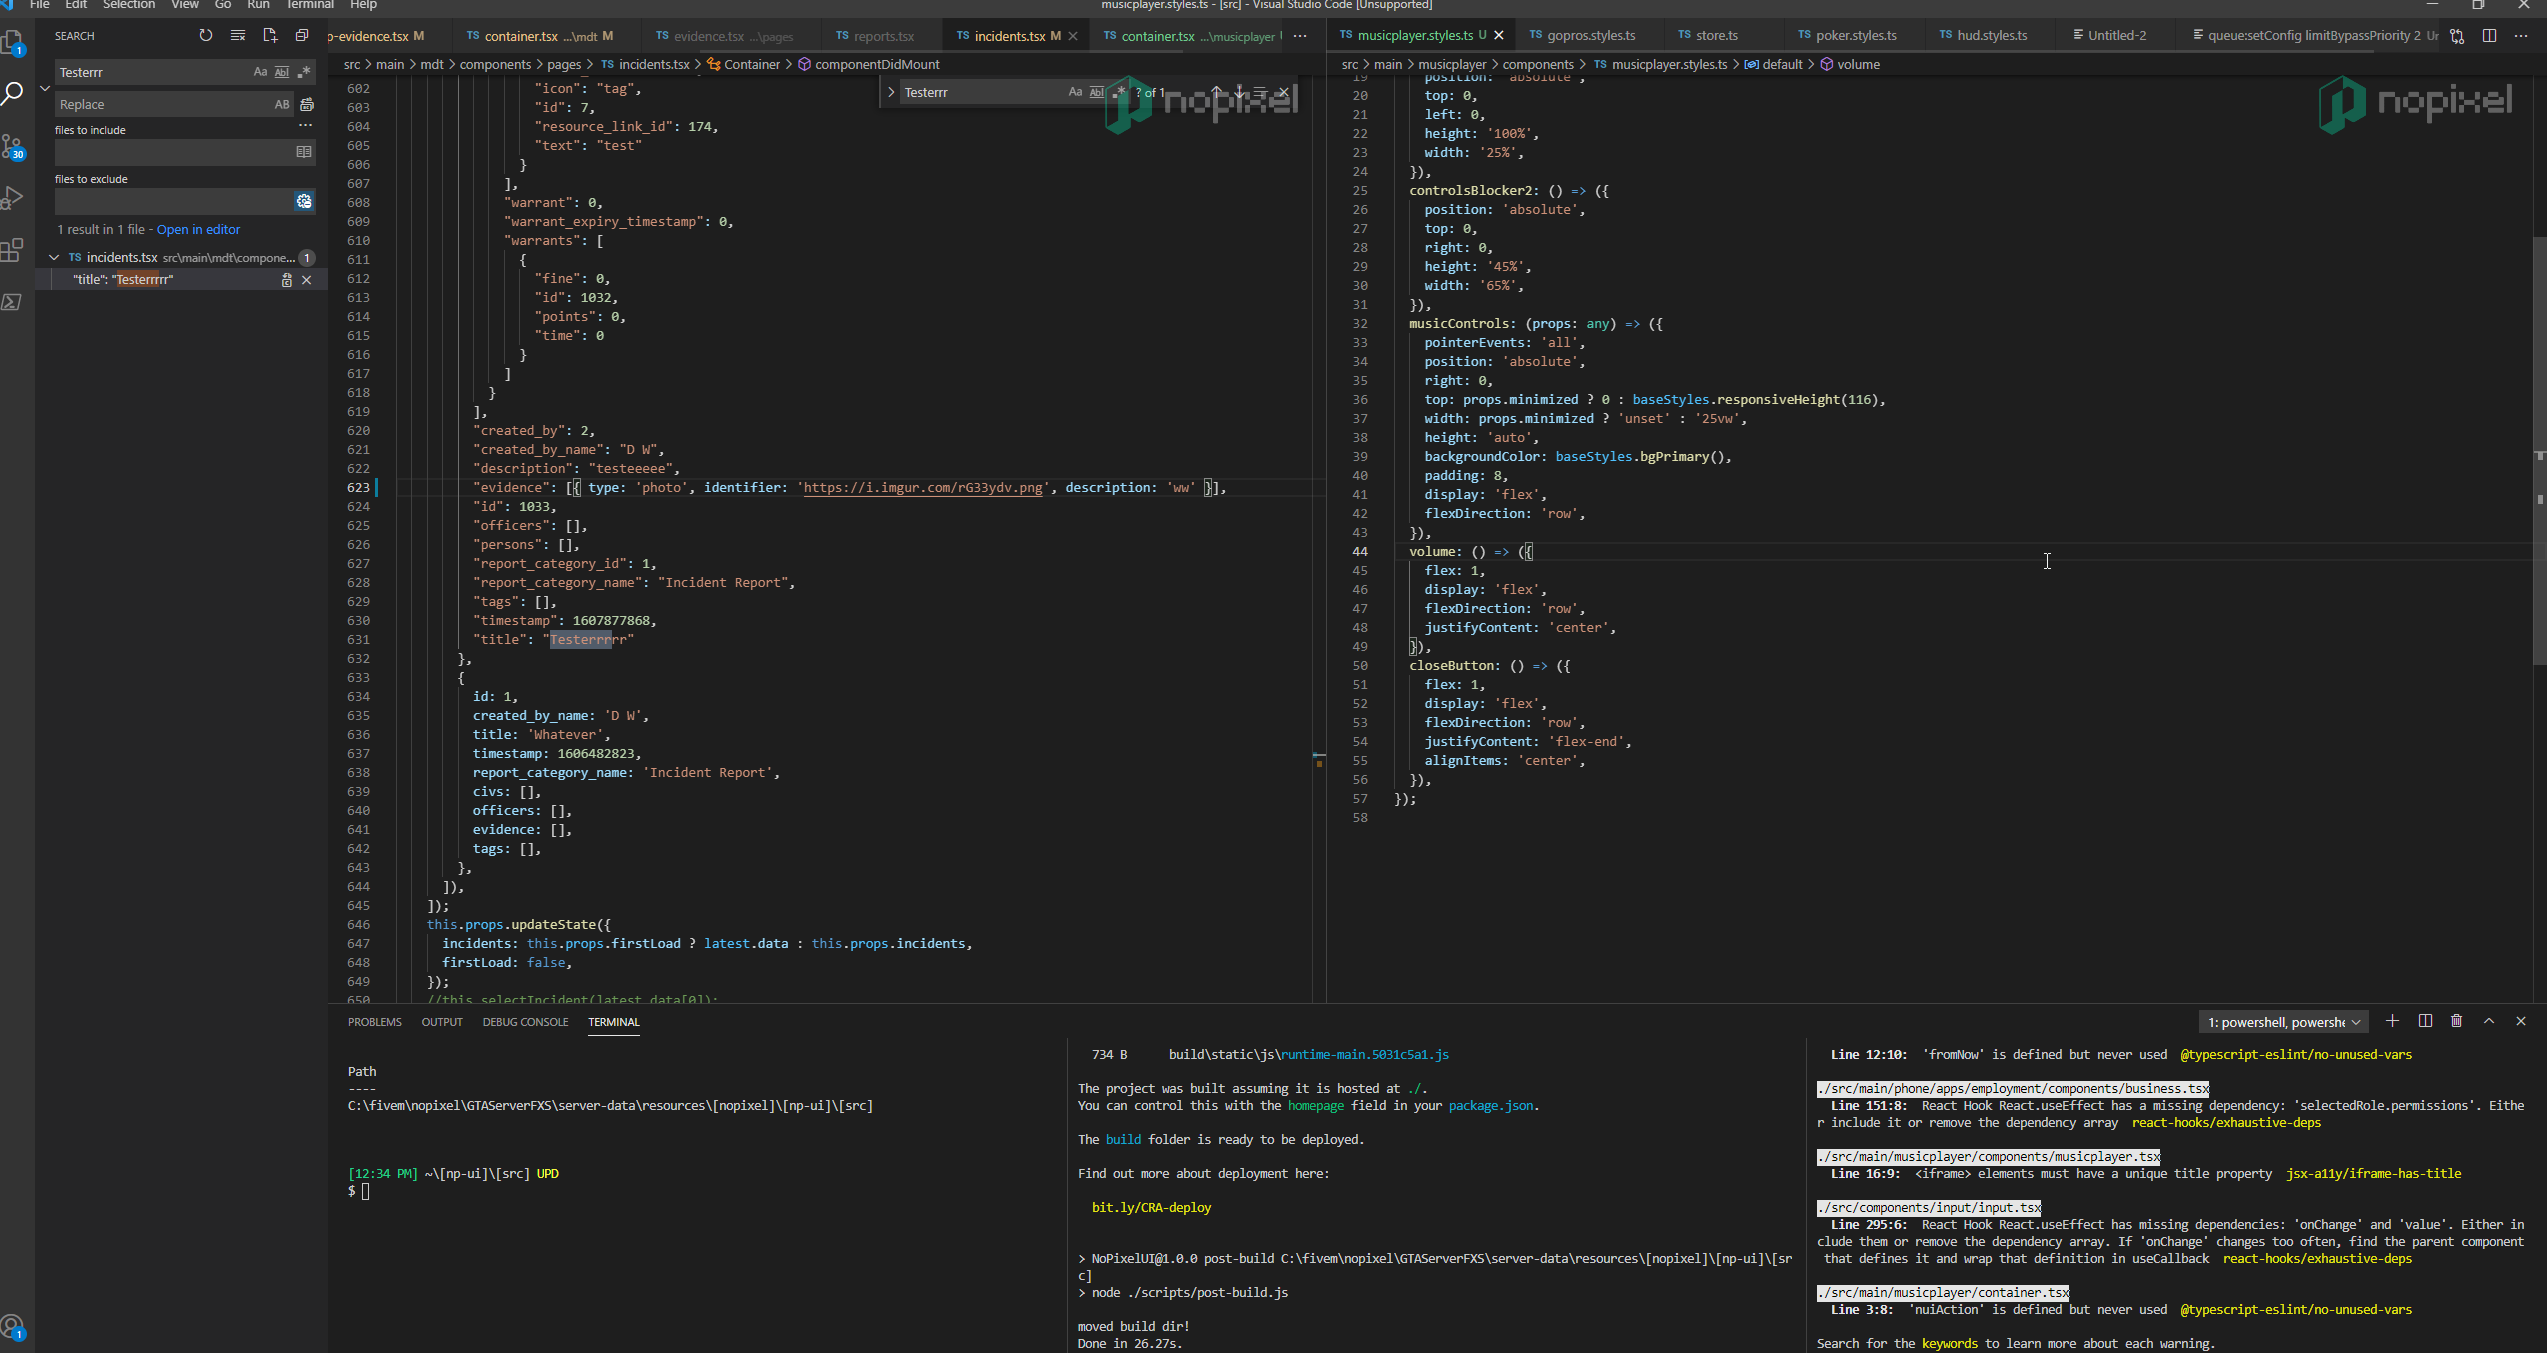 File Edit Selection View Go Run Terminal Help
musicplayer.styles.ts - [src] - Visual Studio Code [Unsupported]
SEARCH
Testerrr
Replace
files to include
files to exclude
1 result in 1 file - Open in editor
TS incidents.tsx src\main\mdt\compone... 1
"title": "Testerrrrr"
1
30
1
p-evidence.tsx M
TS container.tsx ...\mdt M
TS evidence.tsx ...\pages
TS reports.tsx
TS incidents.tsx M
TS container.tsx ...\musicplayer
src > main > mdt > components > pages > TS incidents.tsx > Container > componentDidMount
Testerrr
Aa Abl ? of 1
nopixel
602 "icon": "tag",
603 "id": 7,
604 "resource_link_id": 174,
605 "text": "test"
606 }
607 ],
608 "warrant": 0,
609 "warrant_expiry_timestamp": 0,
610 "warrants": [
611 {
612 "fine": 0,
613 "id": 1032,
614 "points": 0,
615 "time": 0
616 }
617 ]
618 }
619 ],
620 "created_by": 2,
621 "created_by_name": "D W",
622 "description": "testeeeee",
623 "evidence": [{ type: 'photo', identifier: 'https://i.imgur.com/rG33ydv.png', description: 'ww' }],
624 "id": 1033,
625 "officers": [],
626 "persons": [],
627 "report_category_id": 1,
628 "report_category_name": "Incident Report",
629 "tags": [],
630 "timestamp": 1607877868,
631 "title": "Testerrrrr"
632 },
633 {
634 id: 1,
635 created_by_name: 'D W',
636 title: 'Whatever',
637 timestamp: 1606482823,
638 report_category_name: 'Incident Report',
639 civs: [],
640 officers: [],
641 evidence: [],
642 tags: [],
643 },
644 ]),
645 ]);
646 this.props.updateState({
647 incidents: this.props.firstLoad ? latest.data : this.props.incidents,
648 firstLoad: false,
649 });
650 //this.selectIncident(latest.data[0]);
TS musicplayer.styles.ts U
TS gopros.styles.ts
TS store.ts
TS poker.styles.ts
TS hud.styles.ts
Untitled-2
queue:setConfig limitBypassPriority 2
src > main > musicplayer > components > TS musicplayer.styles.ts > default > volume
nopixel
19 position: 'absolute',
20 top: 0,
21 left: 0,
22 height: '100%',
23 width: '25%',
24 }),
25 controlsBlocker2: () => ({
26 position: 'absolute',
27 top: 0,
28 right: 0,
29 height: '45%',
30 width: '65%',
31 }),
32 musicControls: (props: any) => ({
33 pointerEvents: 'all',
34 position: 'absolute',
35 right: 0,
36 top: props.minimized ? 0 : baseStyles.responsiveHeight(116),
37 width: props.minimized ? 'unset' : '25vw',
38 height: 'auto',
39 backgroundColor: baseStyles.bgPrimary(),
40 padding: 8,
41 display: 'flex',
42 flexDirection: 'row',
43 }),
44 volume: () => ({
45 flex: 1,
46 display: 'flex',
47 flexDirection: 'row',
48 justifyContent: 'center',
49 }),
50 closeButton: () => ({
51 flex: 1,
52 display: 'flex',
53 flexDirection: 'row',
54 justifyContent: 'flex-end',
55 alignItems: 'center',
56 }),
57 });
58
PROBLEMS OUTPUT DEBUG CONSOLE TERMINAL
1: powershell, powershe
Path
----
C:\fivem\nopixel\GTAServerFXS\server-data\resources\[nopixel]\[np-ui]\[src]
[12:34 PM] ~\[np-ui]\[src] UPD
$
734 B build\static\js\runtime-main.5031c5a1.js
The project was built assuming it is hosted at ./.
You can control this with the homepage field in your package.json.
The build folder is ready to be deployed.
Find out more about deployment here:
bit.ly/CRA-deploy
> NoPixelUI@1.0.0 post-build C:\fivem\nopixel\GTAServerFXS\server-data\resources\[nopixel]\[np-ui]\[sr
c]
> node ./scripts/post-build.js
moved build dir!
Done in 26.27s.
Line 12:10: 'fromNow' is defined but never used @typescript-eslint/no-unused-vars
./src/main/phone/apps/employment/components/business.tsx
Line 151:8: React Hook React.useEffect has a missing dependency: 'selectedRole.permissions'. Eithe
r include it or remove the dependency array react-hooks/exhaustive-deps
./src/main/musicplayer/components/musicplayer.tsx
Line 16:9: <iframe> elements must have a unique title property jsx-a11y/iframe-has-title
./src/components/input/input.tsx
Line 295:6: React Hook React.useEffect has missing dependencies: 'onChange' and 'value'. Either in
clude them or remove the dependency array. If 'onChange' changes too often, find the parent component
that defines it and wrap that definition in useCallback react-hooks/exhaustive-deps
./src/main/musicplayer/container.tsx
Line 3:8: 'nuiAction' is defined but never used @typescript-eslint/no-unused-vars
Search for the keywords to learn more about each warning.